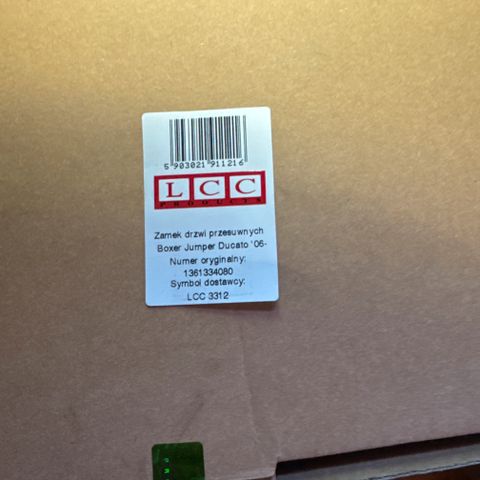 5 903021 911216
LCC
PRODUCTS
Zamek drzwi przesuwnych
Boxer Jumper Ducato '06-
Numer oryginalny:
1361334080
Symbol dostawcy:
LCC 3312